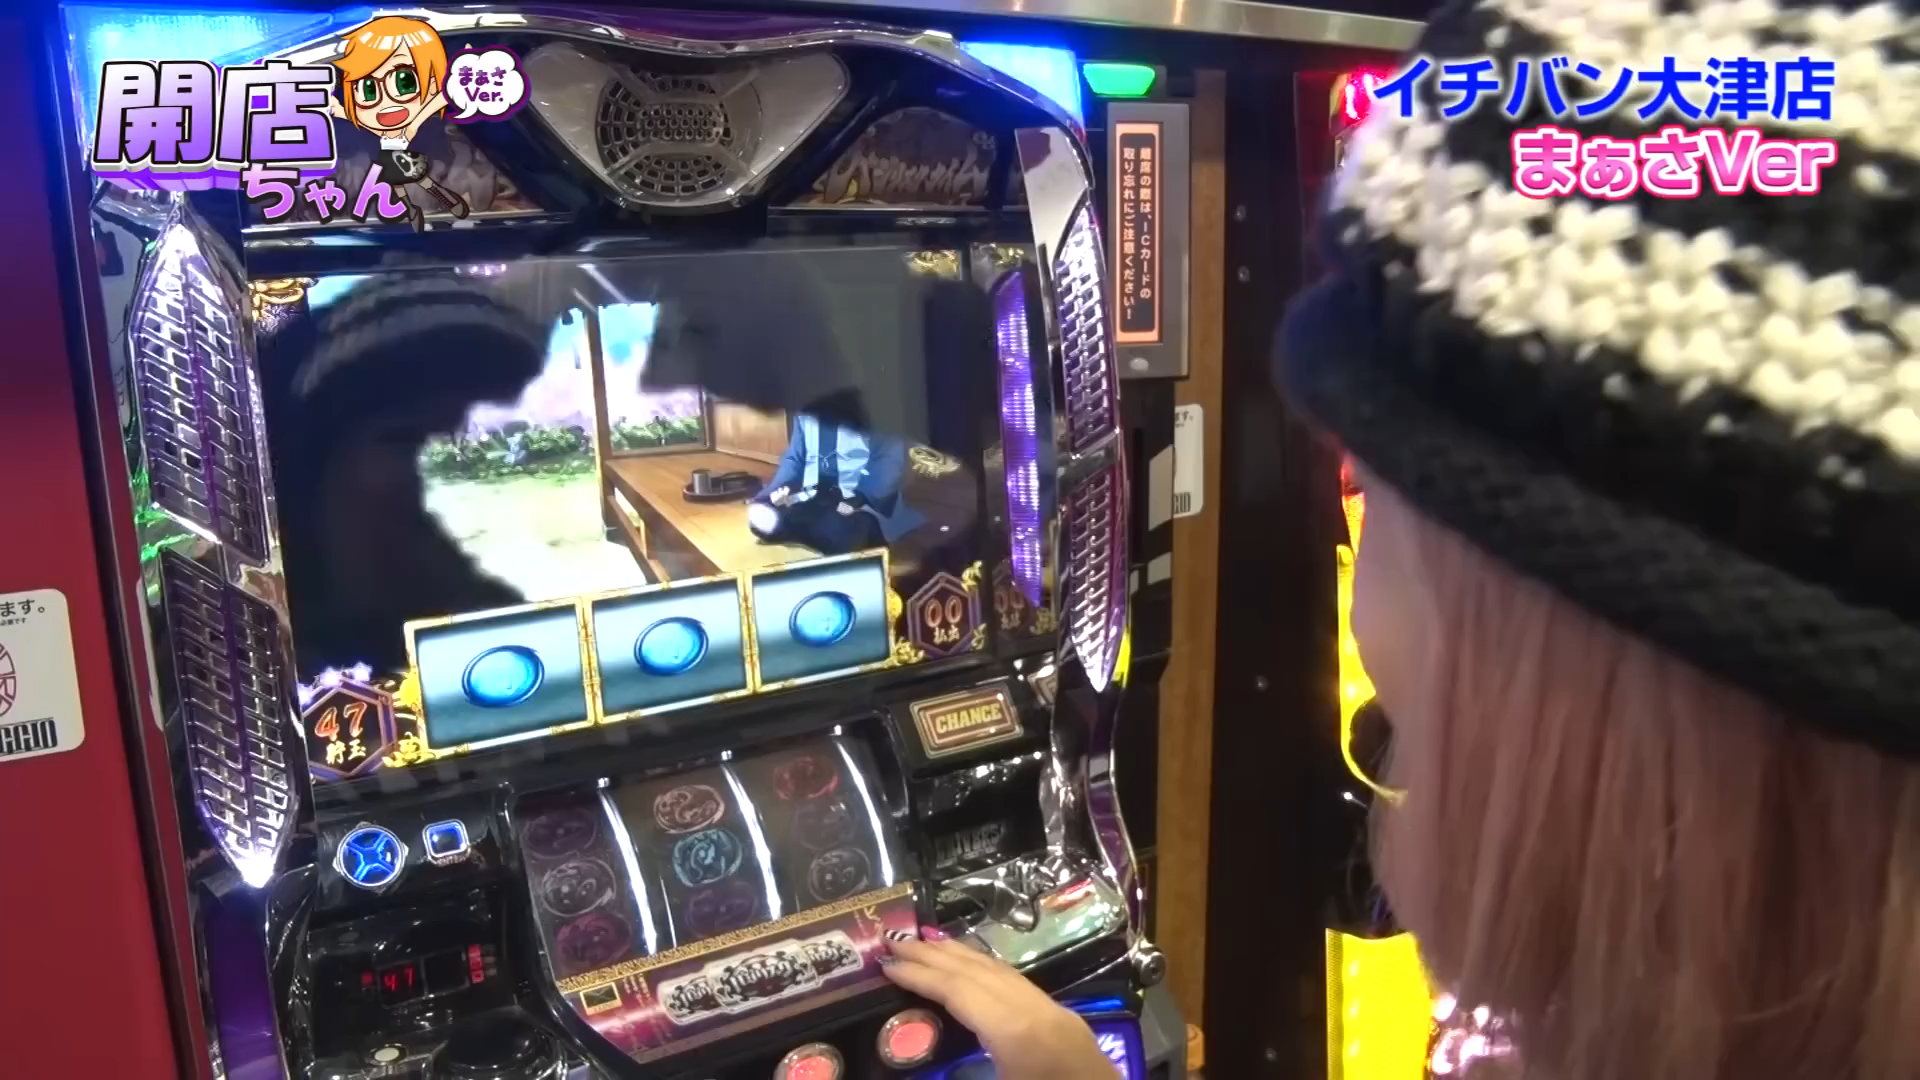 開店
ちゃん
まぁさ
Ver.
イチバン大津店
まぁさVer
離席の際は、ICカードの
取り忘れにご注意ください!
ます。
00
払出
47
貯玉
CHANCE
47